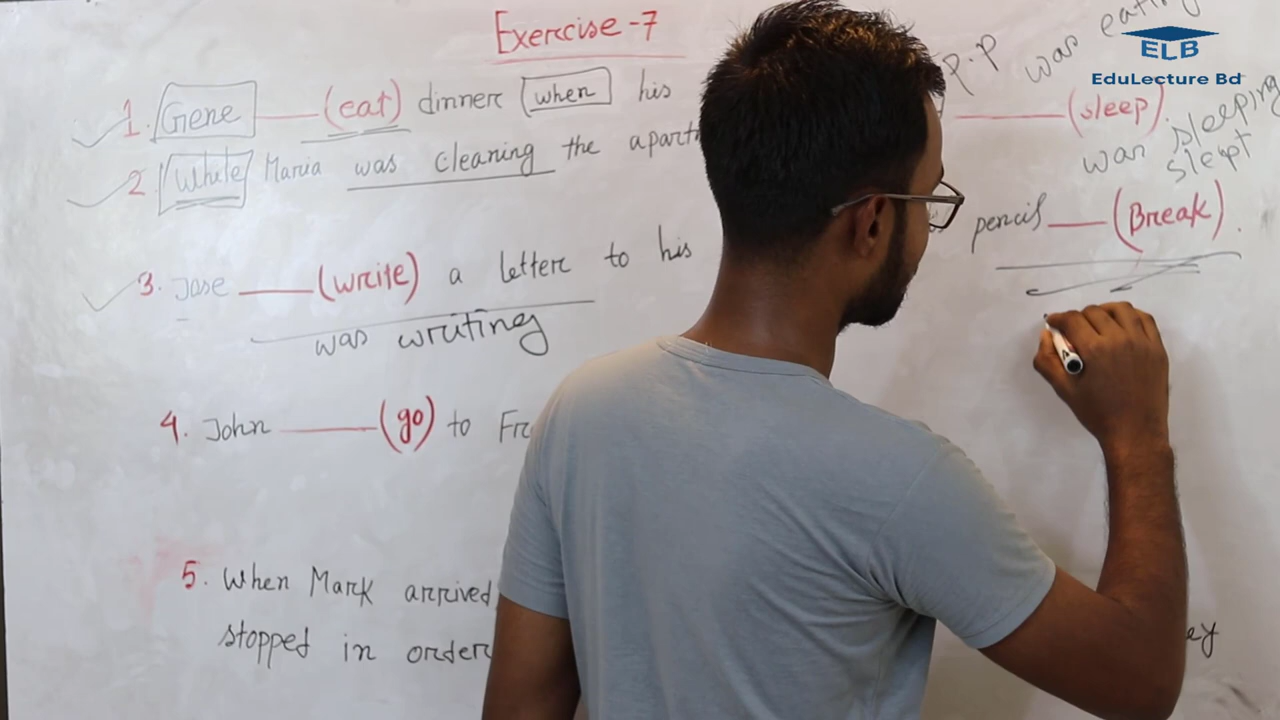 Exercise -7
P.P was eating
ELB
EduLecture Bd
1. Gene ____ (eat) dinner when his
____ (sleep).
was sleeping
slept
2. While Maria was cleaning the apart
3. Jase ____ (write) a letter to his
pencil ____ (Break).
was writing
4. John ____ (go) to Fr
5. When Mark arrived
stopped in order
ey